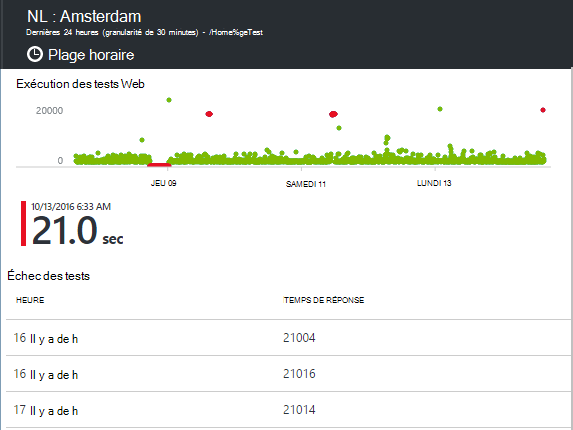 NL : Amsterdam
Dernières 24 heures (granularité de 30 minutes) - /Home%geTest
Plage horaire
Exécution des tests Web
20000
0
JEU 09 SAMEDI 11 LUNDI 13
10/13/2016 6:33 AM
21.0 sec
Échec des tests
HEURE TEMPS DE RÉPONSE
16 Il y a de h 21004
16 Il y a de h 21016
17 Il y a de h 21014